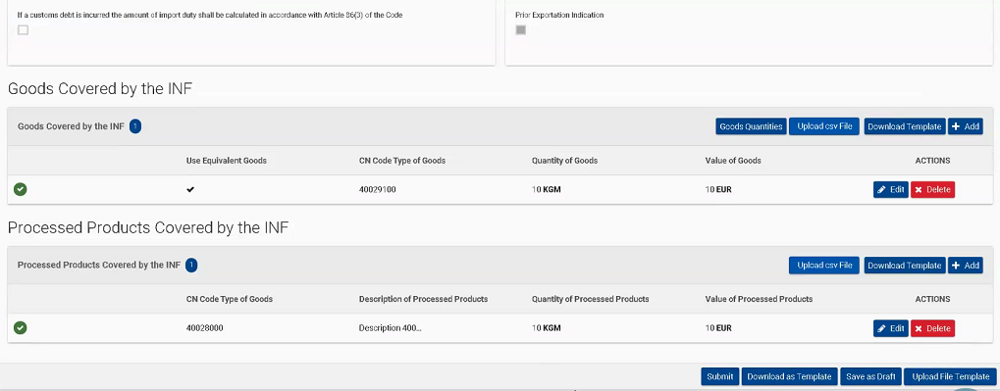 If a customs debt is incurred the amount of import duty shall be calculated in accordance with Article 86(3) of the Code
Prior Exportation Indication
Goods Covered by the INF
Goods Covered by the INF 1
Goods Quantities Upload csv File Download Template + Add
Use Equivalent Goods CN Code Type of Goods Quantity of Goods Value of Goods ACTIONS
40029100 10 KGM 10 EUR Edit Delete
Processed Products Covered by the INF
Processed Products Covered by the INF 1
Upload csv File Download Template + Add
CN Code Type of Goods Description of Processed Products Quantity of Processed Products Value of Processed Products ACTIONS
40028000 Description 400... 10 KGM 10 EUR Edit Delete
Submit Download as Template Save as Draft Upload File Template